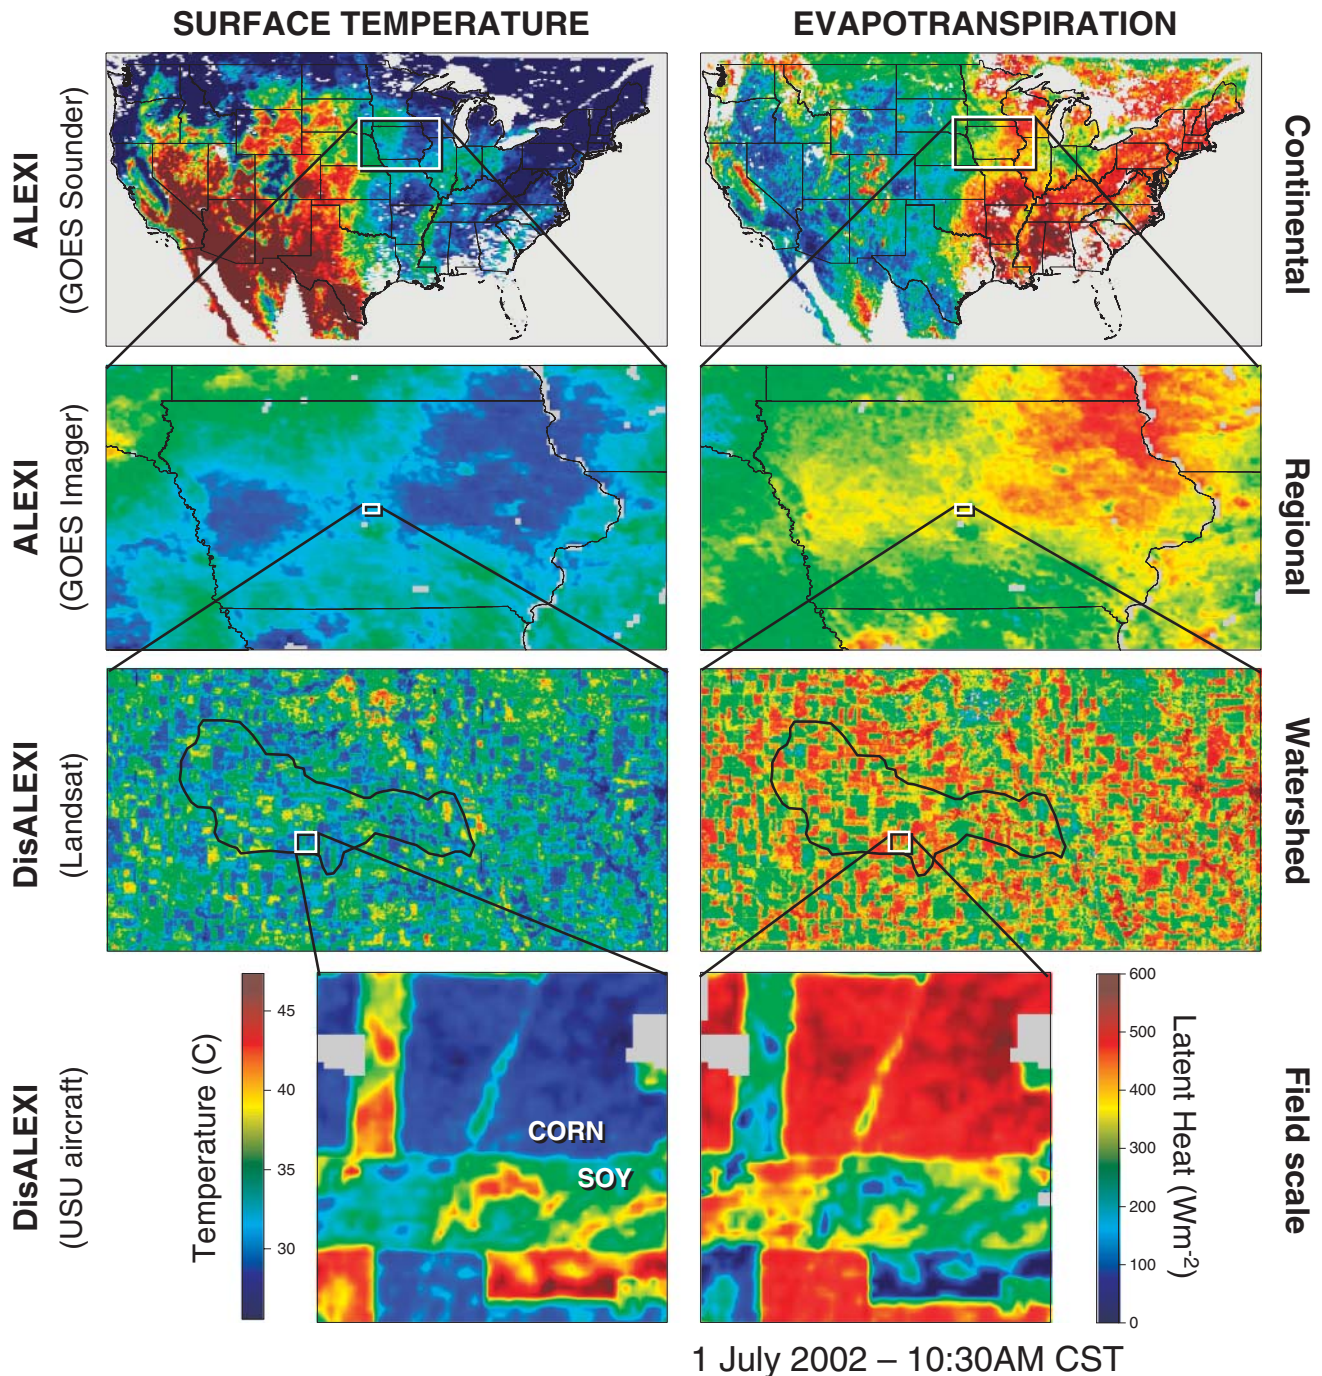 SURFACE TEMPERATURE
EVAPOTRANSPIRATION
ALEXI
(GOES Sounder)
Continental
ALEXI
(GOES Imager)
Regional
DisALEXI
(Landsat)
Watershed
DisALEXI
(USU aircraft)
Temperature (C)
45
40
35
30
CORN
SOY
600
500
400
300
200
100
0
Latent Heat (Wm-2)
Field scale
1 July 2002 – 10:30AM CST